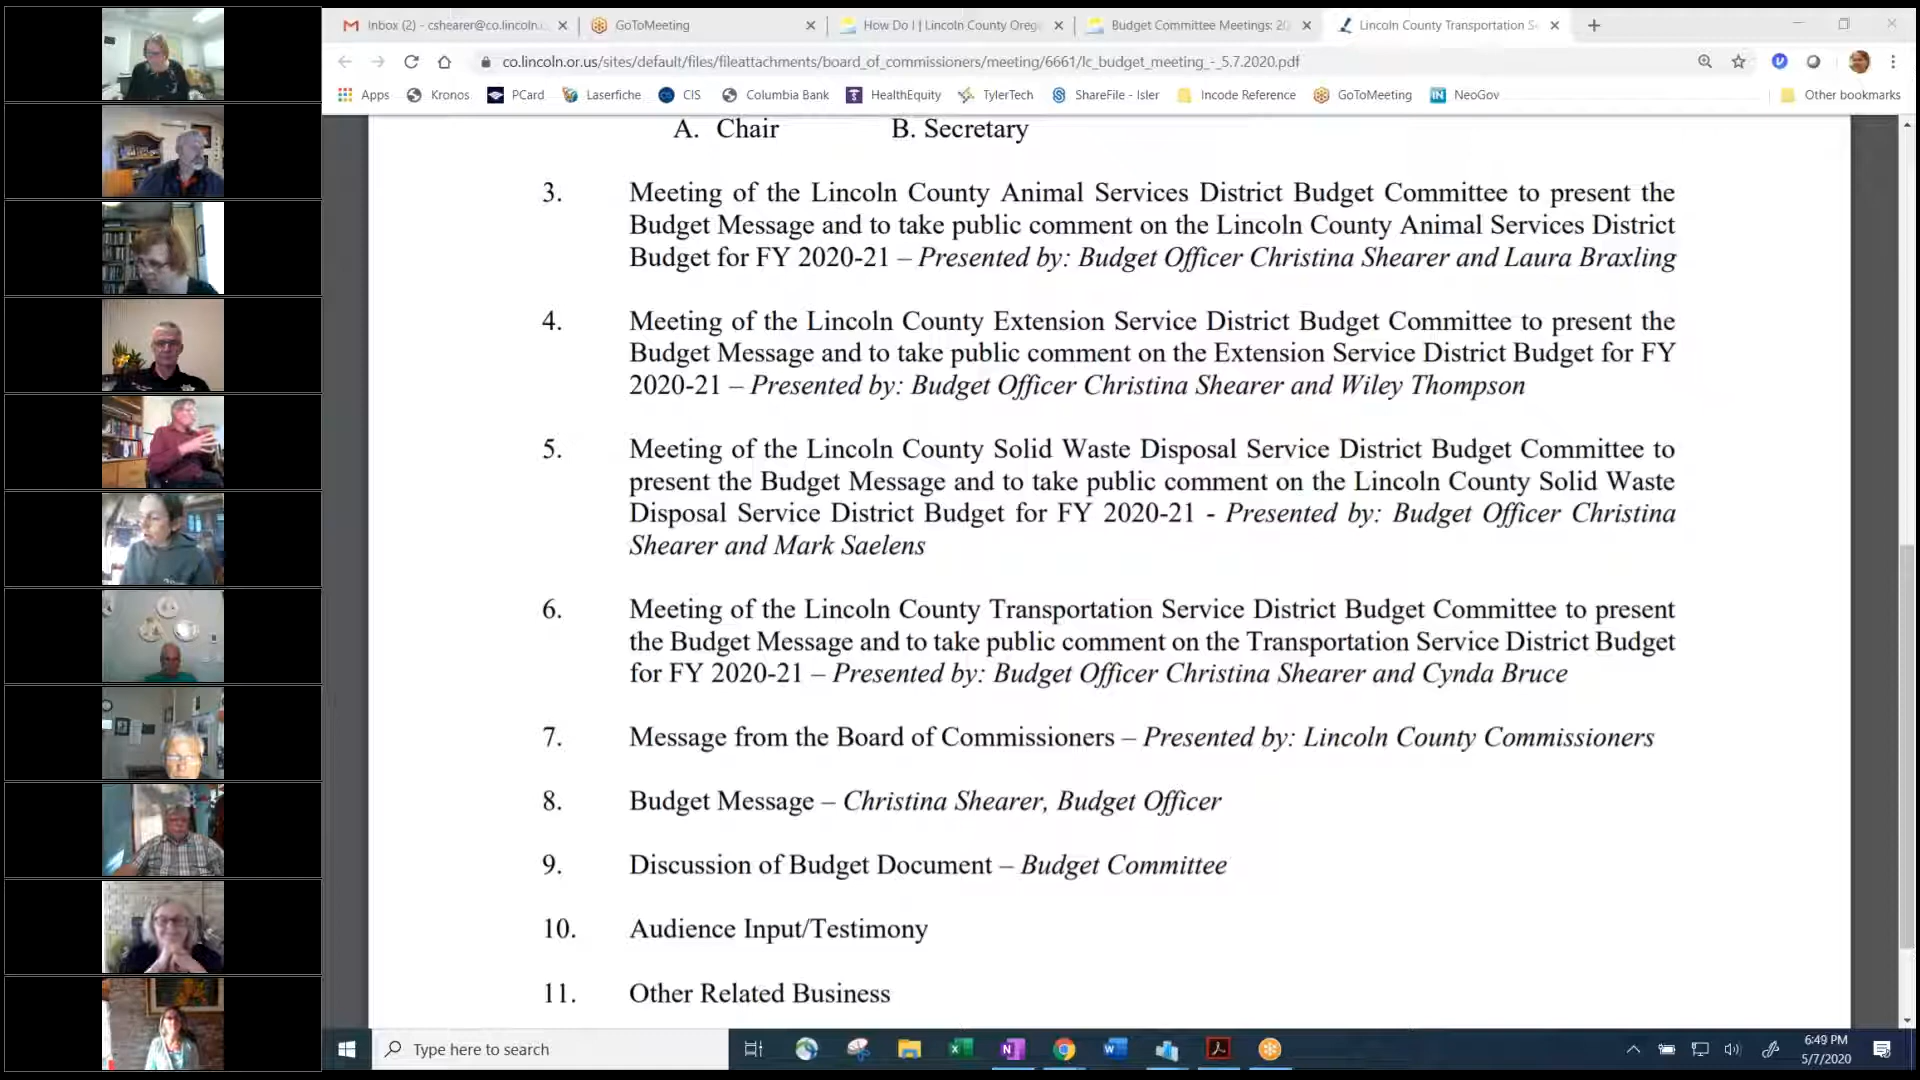 Inbox (2) - cshearer@co.lincoln.
GoToMeeting
How Do I | Lincoln County Oreg
Budget Committee Meetings: 20
Lincoln County Transportation S
co.lincoln.or.us/sites/default/files/fileattachments/board_of_commissioners/meeting/6661/lc_budget_meeting_-_5.7.2020.pdf
Apps Kronos PCard Laserfiche CIS Columbia Bank HealthEquity TylerTech ShareFile - Isler Incode Reference GoToMeeting NeoGov Other bookmarks
A. Chair B. Secretary
3. Meeting of the Lincoln County Animal Services District Budget Committee to present the
Budget Message and to take public comment on the Lincoln County Animal Services District
Budget for FY 2020-21 – Presented by: Budget Officer Christina Shearer and Laura Braxling
4. Meeting of the Lincoln County Extension Service District Budget Committee to present the
Budget Message and to take public comment on the Extension Service District Budget for FY
2020-21 – Presented by: Budget Officer Christina Shearer and Wiley Thompson
5. Meeting of the Lincoln County Solid Waste Disposal Service District Budget Committee to
present the Budget Message and to take public comment on the Lincoln County Solid Waste
Disposal Service District Budget for FY 2020-21 - Presented by: Budget Officer Christina
Shearer and Mark Saelens
6. Meeting of the Lincoln County Transportation Service District Budget Committee to present
the Budget Message and to take public comment on the Transportation Service District Budget
for FY 2020-21 – Presented by: Budget Officer Christina Shearer and Cynda Bruce
7. Message from the Board of Commissioners – Presented by: Lincoln County Commissioners
8. Budget Message – Christina Shearer, Budget Officer
9. Discussion of Budget Document – Budget Committee
10. Audience Input/Testimony
11. Other Related Business
Type here to search
6:49 PM
5/7/2020